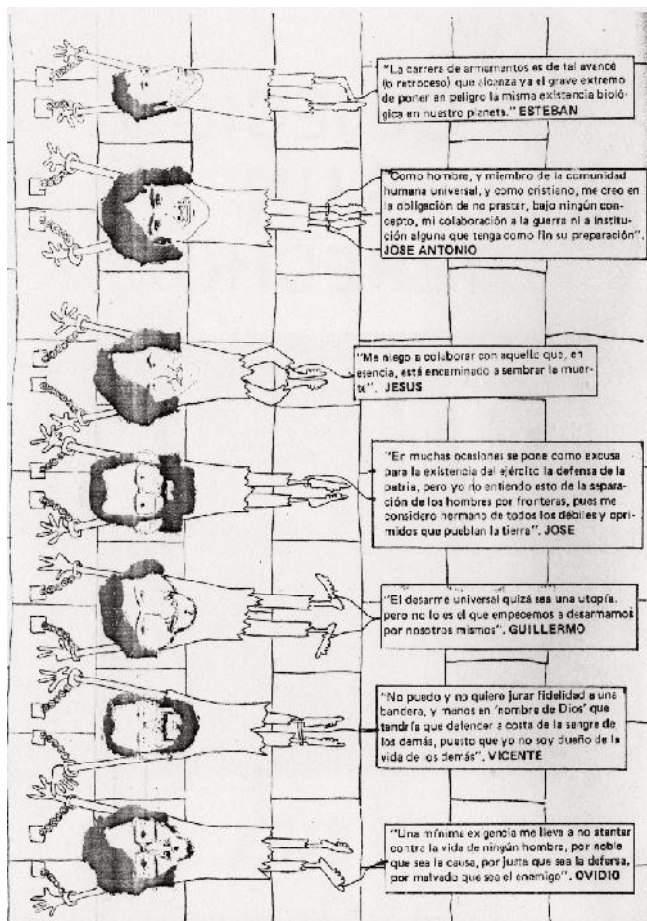 "La carrera de armamentos es de tal avance
(o retroceso) que alcanza ya el grave extremo
de poner en peligro la misma existencia bioló-
gica en nuestro planeta." ESTEBAN
"Como hombre, y miembro de la comunidad
humana universal, y como cristiano, me creo en
la obligación de no prestar, bajo ningún con-
cepto, mi colaboración a la guerra ni a institu-
ción alguna que tenga como fin su preparación".
JOSE ANTONIO
"Me niego a colaborar con aquello que, en
esencia, está encaminado a sembrar la muer-
te". JESUS
"En muchas ocasiones se pone como excusa
para la existencia del ejército la defensa de la
patria, pero yo no entiendo esto de la separa-
ción de los hombres por fronteras, pues me
considero hermano de todos los débiles y opri-
midos que pueblan la tierra". JOSE
"El desarme universal quizá sea una utopía,
pero no lo es el que empecemos a desarmarnos
por nosotros mismos". GUILLERMO
"No puedo y no quiero jurar fidelidad a una
bandera, y menos en 'nombre de Dios' que
tendría que defender a costa de la sangre de
los demás, puesto que yo no soy dueño de la
vida de los demás". VICENTE
"Una mínima exigencia me lleva a no atentar
contra la vida de ningún hombre, por noble
que sea la causa, por justa que sea la defensa,
por malvado que sea el enemigo". OVIDIO